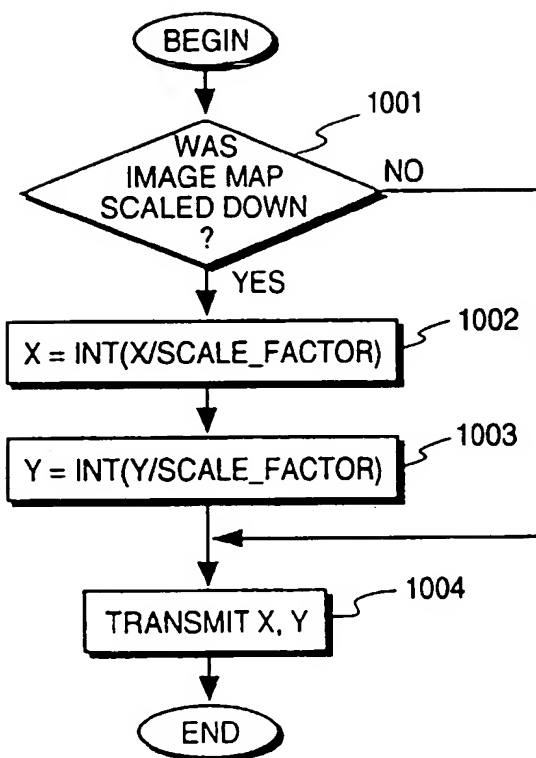 BEGIN
1001
WAS
IMAGE MAP
SCALED DOWN
?
NO
YES
1002
X = INT(X/SCALE_FACTOR)
1003
Y = INT(Y/SCALE_FACTOR)
1004
TRANSMIT X, Y
END